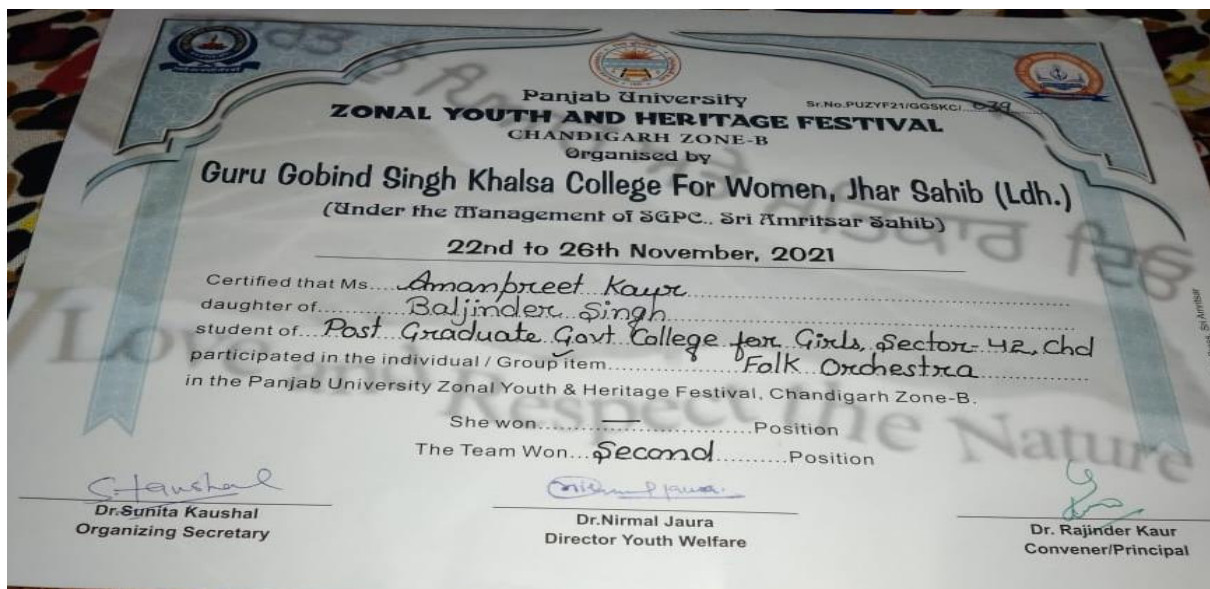 Panjab University
Sr.No.PUZYF21/GGSKC/....039....
ZONAL YOUTH AND HERITAGE FESTIVAL
CHANDIGARH ZONE-B
Organised by
Guru Gobind Singh Khalsa College For Women, Jhar Sahib (Ldh.)
(Under the Management of SGPC., Sri Amritsar Sahib)
22nd to 26th November, 2021
Certified that Ms....Amanpreet Kaur....
daughter of....Baljinder Singh....
student of...Post Graduate Govt College for Girls, Sector-42, Chd
participated in the individual / Group item....Folk Orchestra....
in the Panjab University Zonal Youth & Heritage Festival, Chandigarh Zone-B.
She won....—....Position
The Team Won...Second....Position
Love and Respect the Nature
S. Kaushal
Dr.Sunita Kaushal
Organizing Secretary
Dr.Nirmal Jaura
Director Youth Welfare
Dr. Rajinder Kaur
Convener/Principal